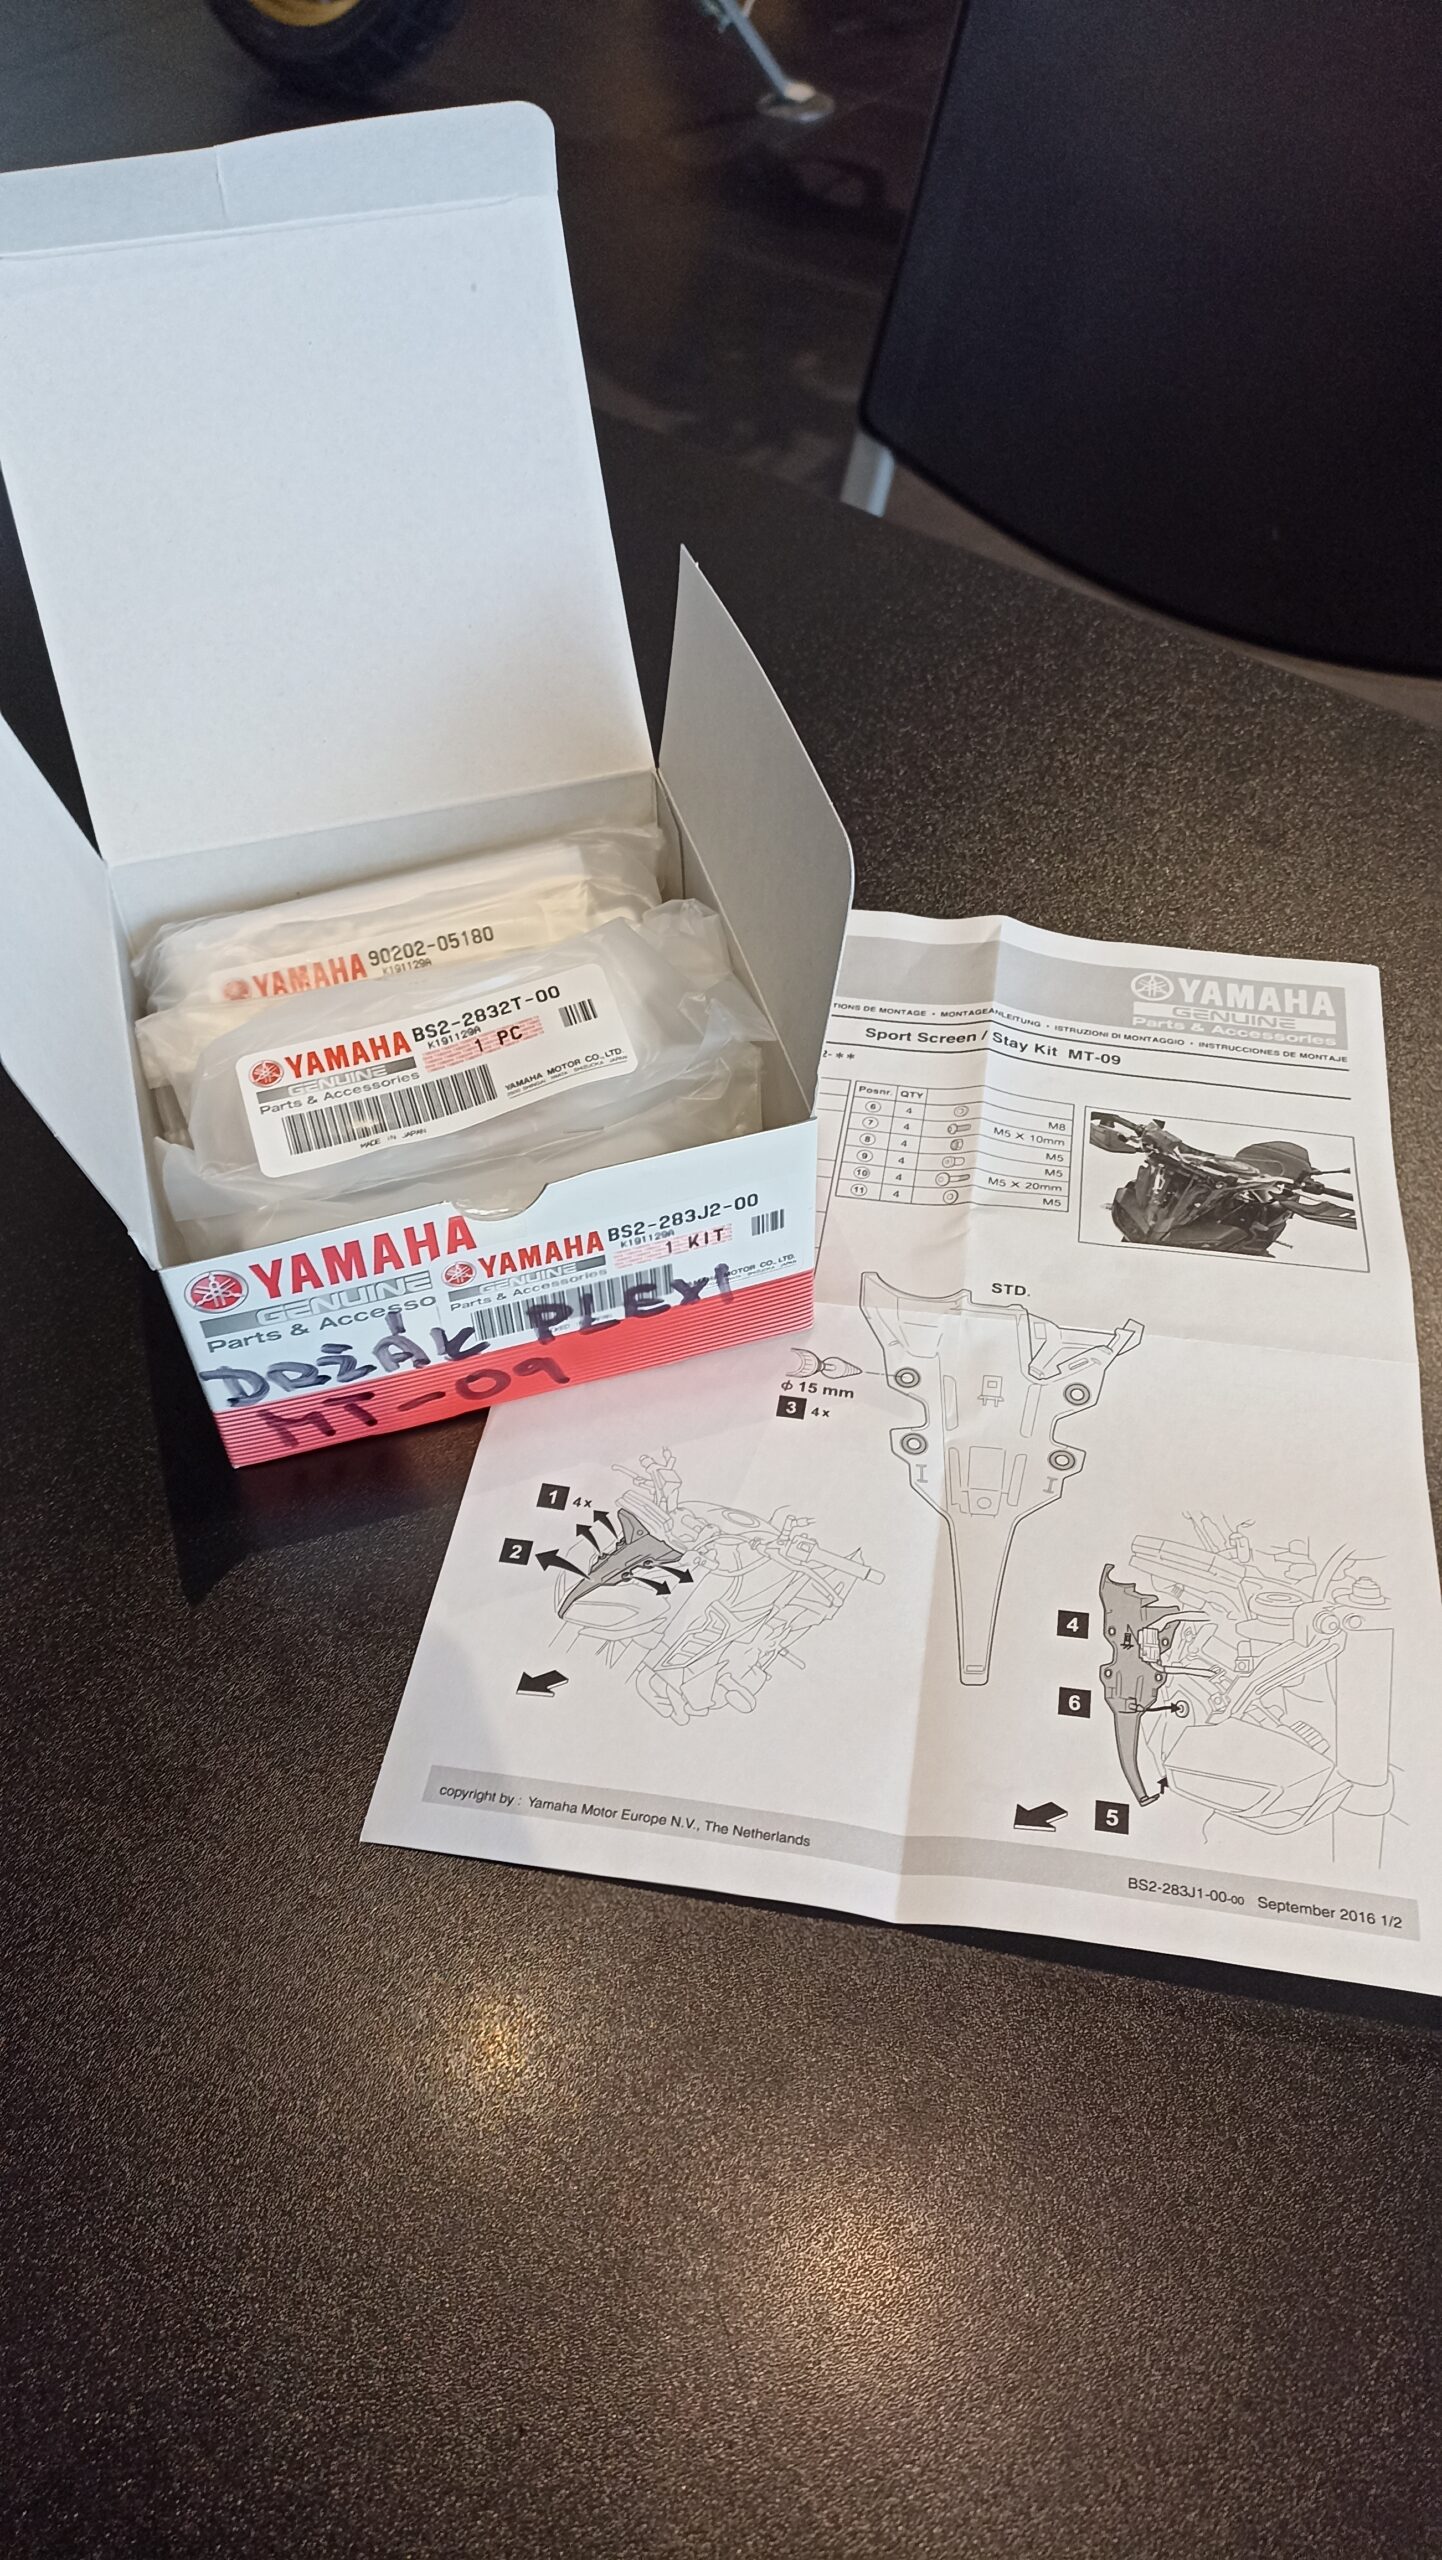 YAMAHA 90202-05180
K191129A
YAMAHA BS2-2832T-00
K191129A
1 PC
GENUINE
Parts & Accessories
YAMAHA MOTOR CO.,LTD.
MADE IN JAPAN
YAMAHA
GENUINE
Parts & Accesso
YAMAHA BS2-283J2-00
K191129A
1 KIT
GENUINE
Parts & Accessories
MOTOR CO.,LTD.
DRŽÁK PLEXI
MT-09
YAMAHA
GENUINE
Parts & Accessories
TIONS DE MONTAGE • MONTAGEANLEITUNG • ISTRUZIONI DI MONTAGGIO • INSTRUCCIONES DE MONTAJE
Sport Screen / Stay Kit MT-09
-**
Posnr. QTY
6 4 M8
7 4 M5 X 10mm
8 4 M5
9 4 M5
10 4 M5 X 20mm
11 4 M5
STD.
φ 15 mm
3 4x
1 4x
2
4
6
5
copyright by : Yamaha Motor Europe N.V., The Netherlands
BS2-283J1-00-00 September 2016 1/2